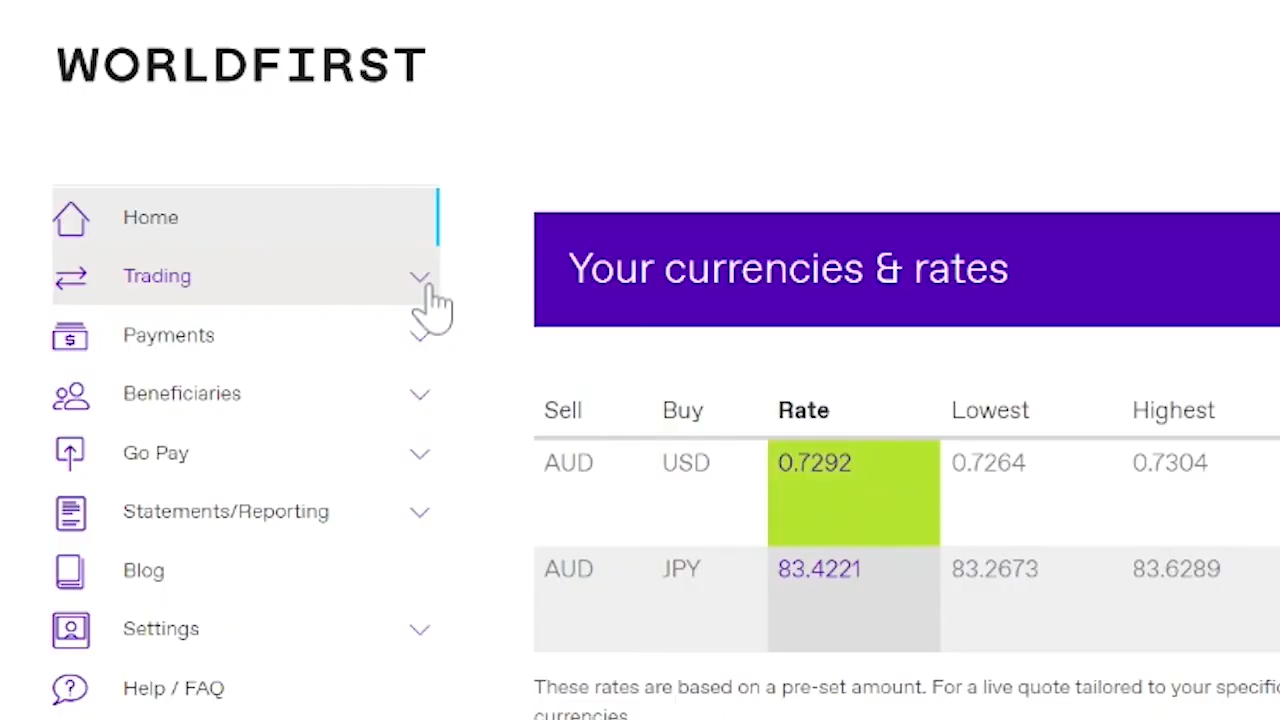 WORLDFIRST
Home
Trading
Payments
Beneficiaries
Go Pay
Statements/Reporting
Blog
Settings
Help / FAQ
Your currencies & rates
Sell Buy Rate Lowest Highest
AUD USD 0.7292 0.7264 0.7304
AUD JPY 83.4221 83.2673 83.6289
These rates are based on a pre-set amount. For a live quote tailored to your specific
currencies